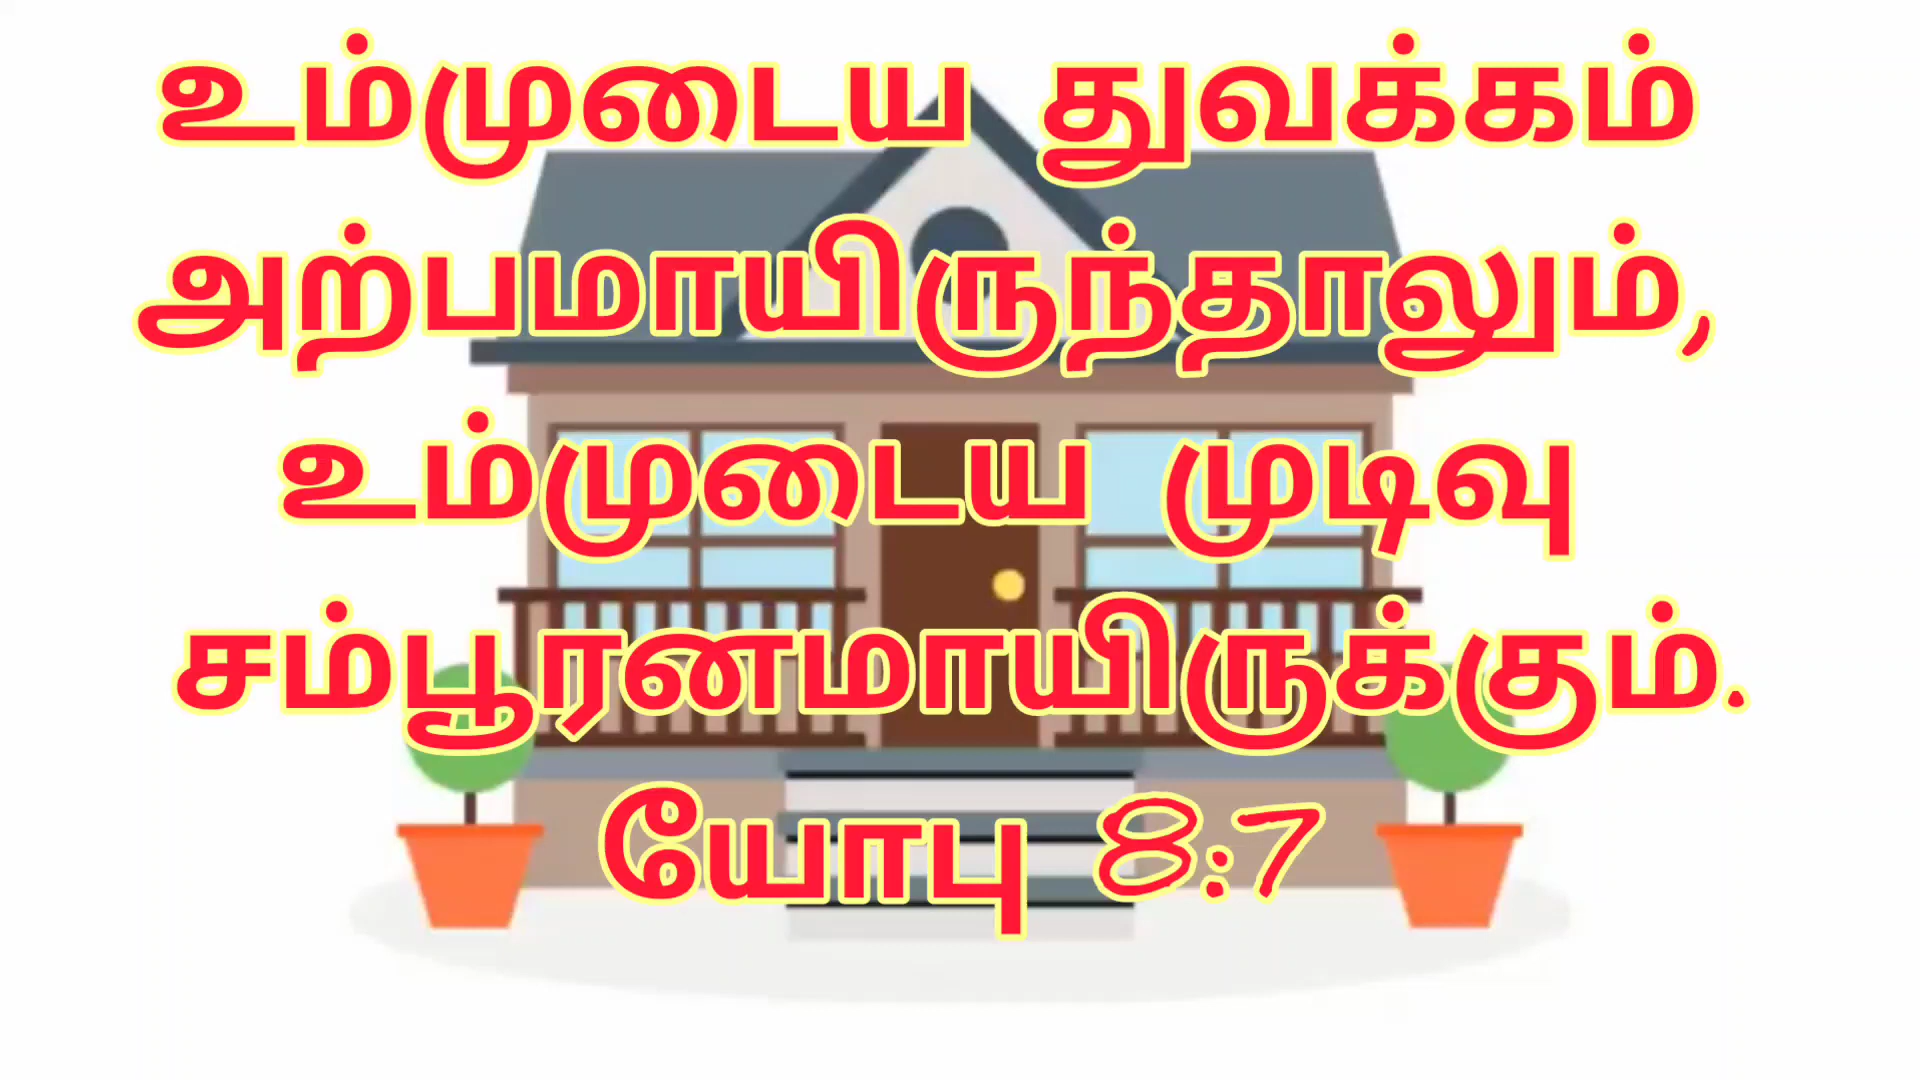 உம்முடைய துவக்கம்
அற்பமாயிருந்தாலும்,
உம்முடைய முடிவு
சம்பூரனமாயிருக்கும்.
யோபு 8:7